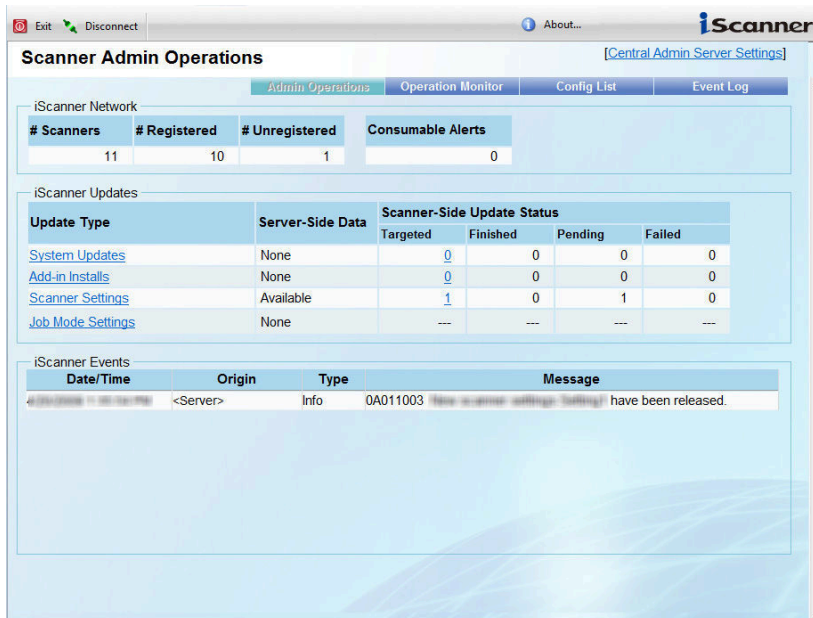 Exit Disconnect About... iScanner
Scanner Admin Operations [Central Admin Server Settings]
Admin Operations Operation Monitor Config List Event Log
iScanner Network
# Scanners # Registered # Unregistered Consumable Alerts
11 10 1 0
iScanner Updates
Update Type Server-Side Data Scanner-Side Update Status
Targeted Finished Pending Failed
System Updates None 0 0 0 0
Add-in Installs None 0 0 0 0
Scanner Settings Available 1 0 1 0
Job Mode Settings None --- --- --- ---
iScanner Events
Date/Time Origin Type Message
<Server> Info 0A011003 have been released.